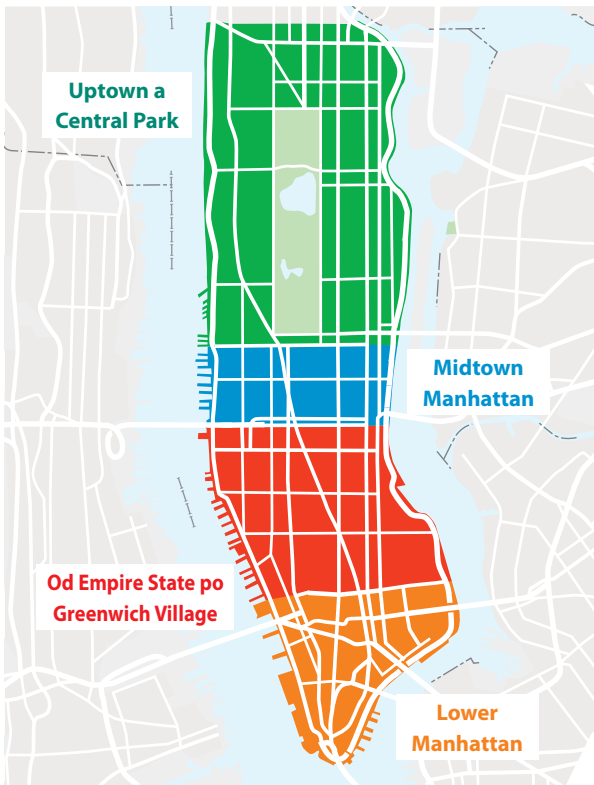 Uptown a
Central Park
Midtown
Manhattan
Od Empire State po
Greenwich Village
Lower
Manhattan